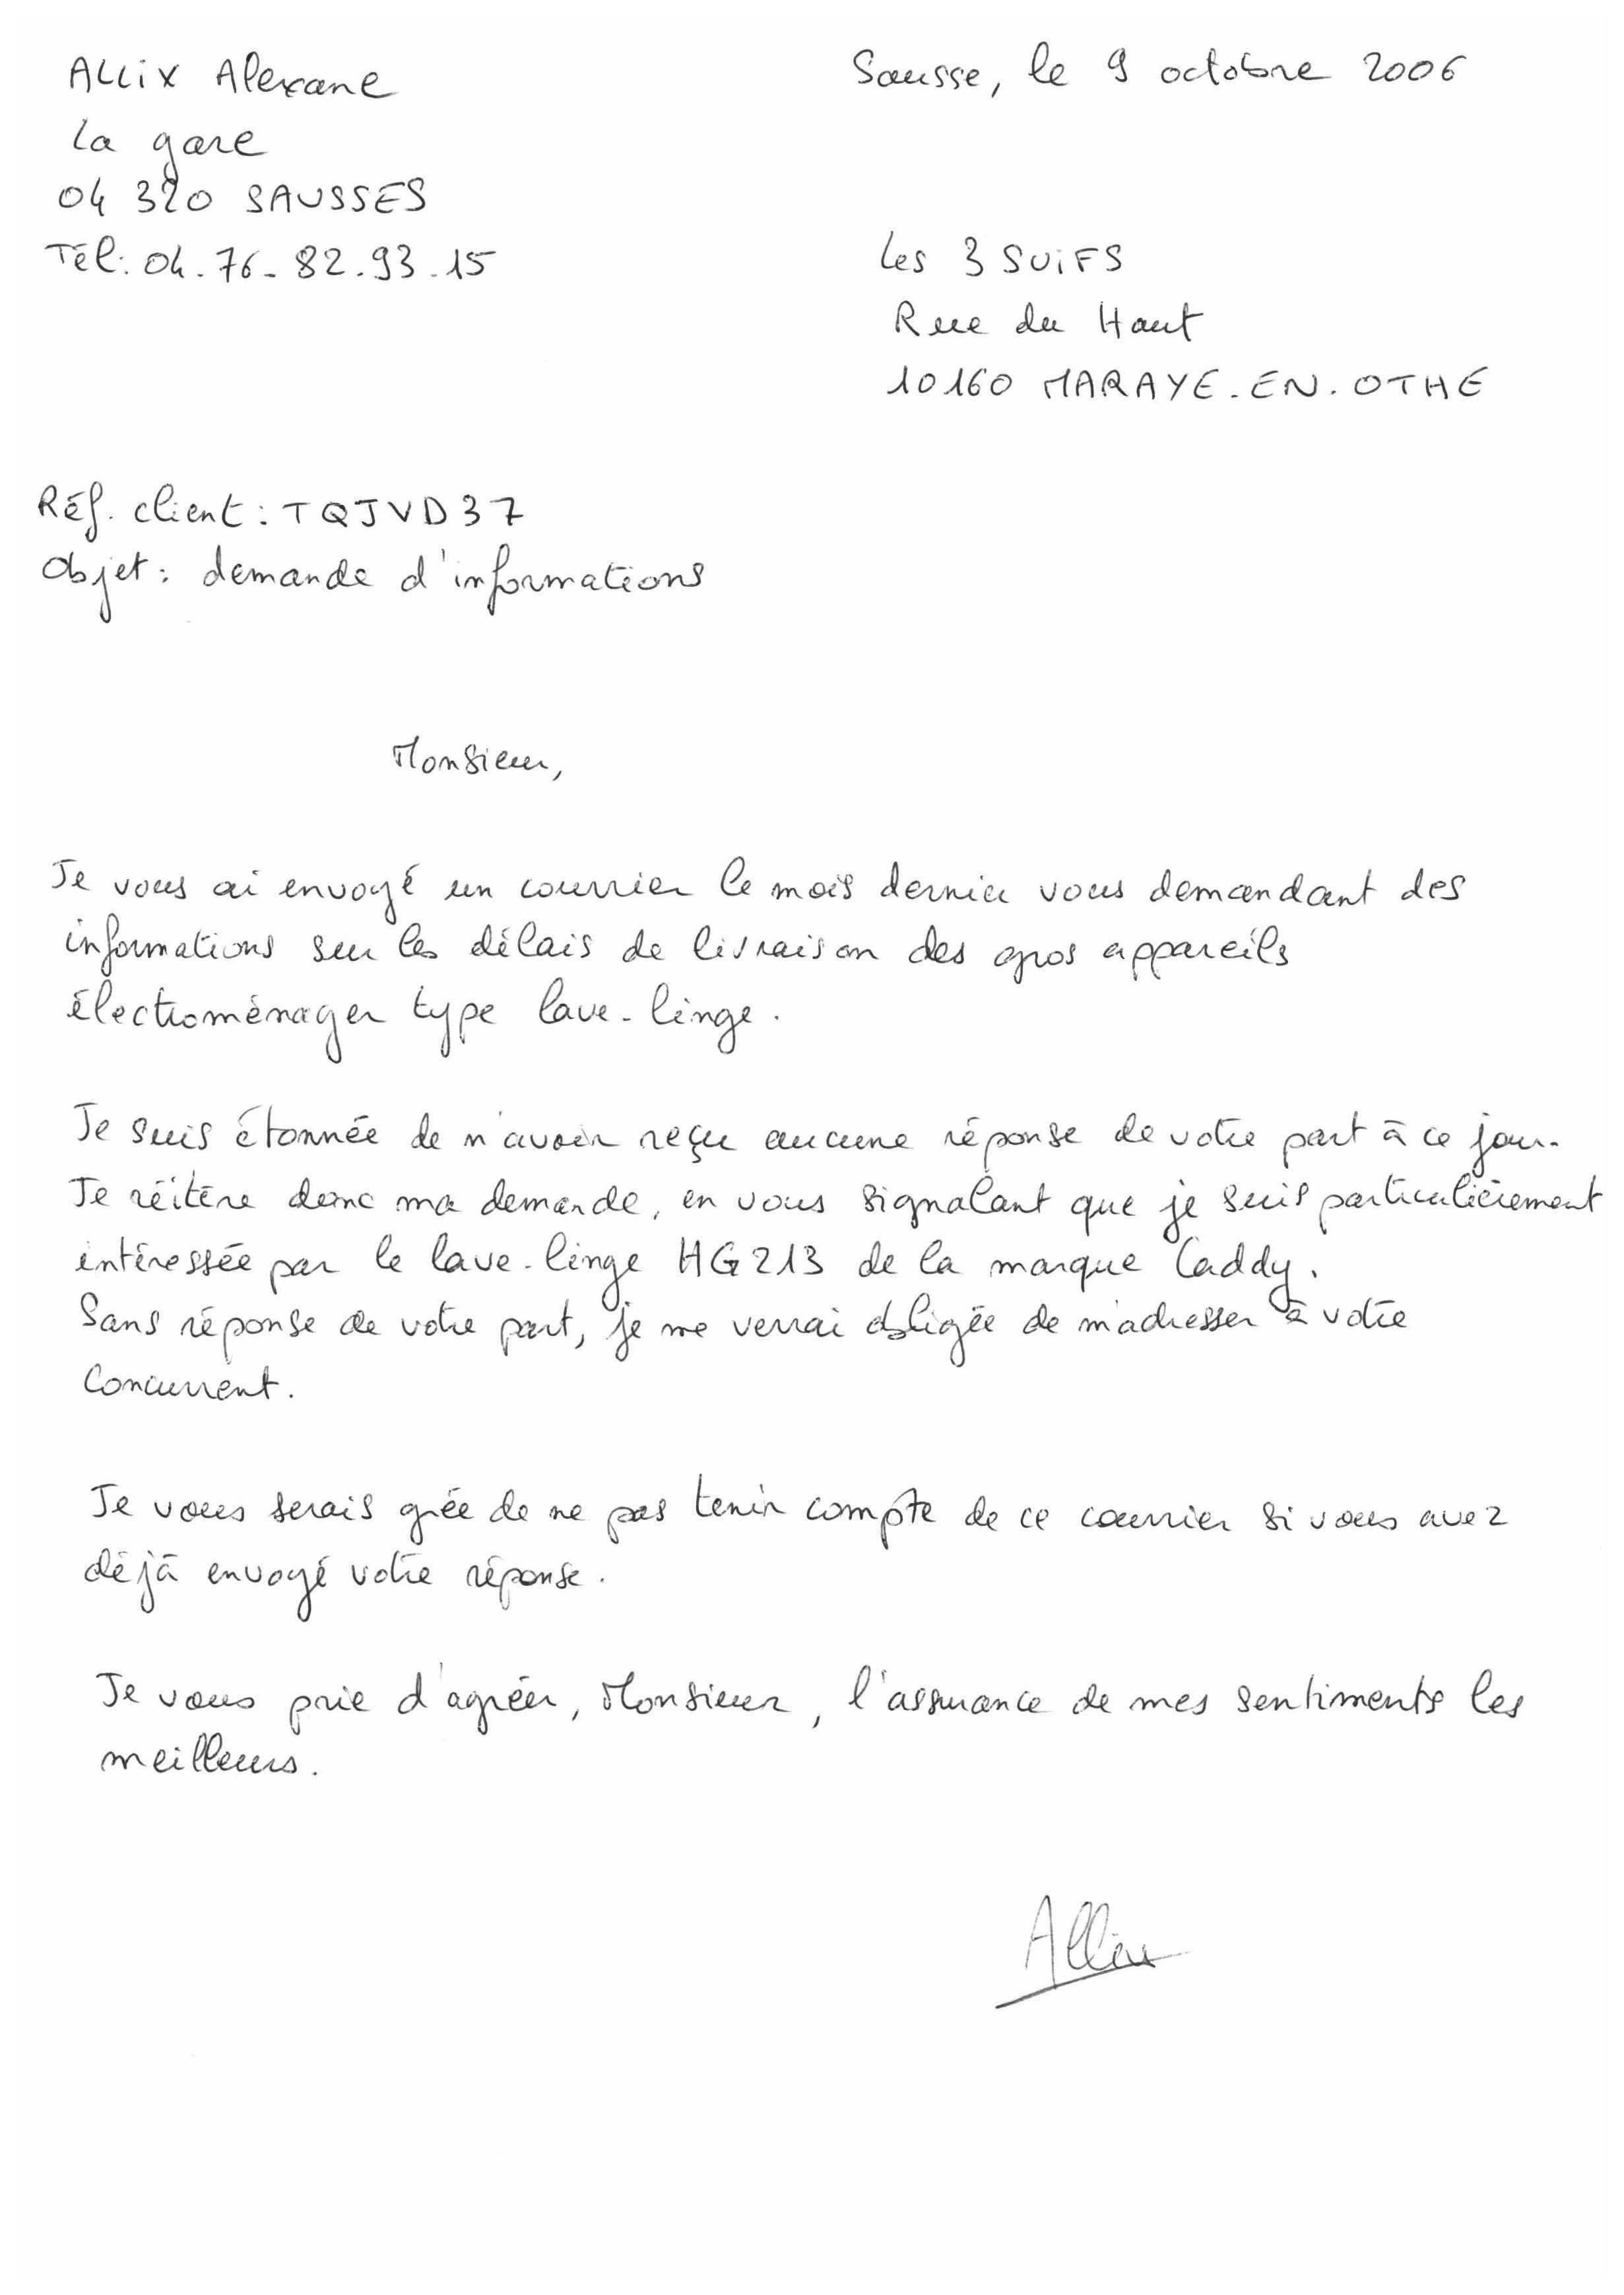 ALLiX Alexane
La gare
04 320 SAUSSES
Tél: 04.76.82.93.15
Sausse, le 9 octobre 2006
Les 3 SUiFS
Rue du Haut
10160 MARAYE-EN-OTHE
Réf. client : TQJVD37
Objet : demande d'informations
Monsieur,
Je vous ai envoyé un courrier le mois dernier vous demandant des
informations sur les délais de livraison des gros appareils
électroménager type lave-linge.
Je suis étonnée de n'avoir reçu aucune réponse de votre part à ce jour.
Je réitère donc ma demande, en vous signalant que je suis particulièrement
intéressée par le lave-linge HG213 de la marque Caddy.
Sans réponse de votre part, je me verrai obligée de m'adresser à votre
concurrent.
Je vous serais grée de ne pas tenir compte de ce courrier si vous avez
déjà envoyé votre réponse.
Je vous prie d'agréer, Monsieur, l'assurance de mes sentiments les
meilleurs.
Allix